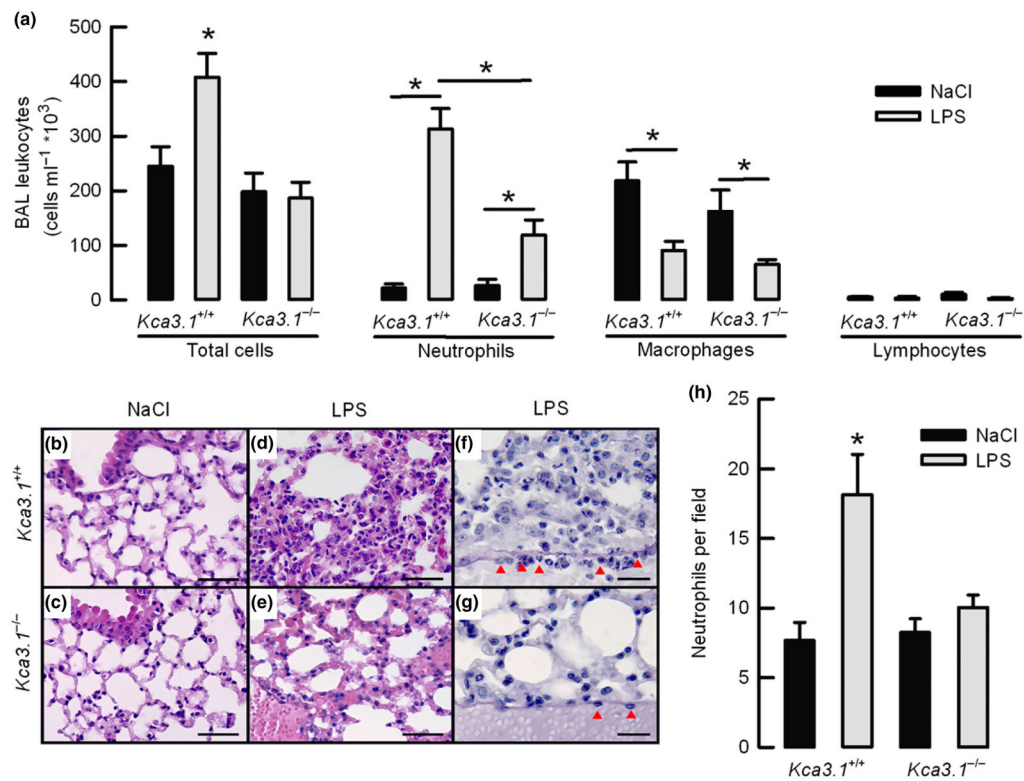 (a)
BAL leukocytes
(cells ml⁻¹ *10³)
500
400
300
200
100
0
*
*
*
*
*
*
NaCl
LPS
Kca3.1⁺/⁺ Kca3.1⁻/⁻ Kca3.1⁺/⁺ Kca3.1⁻/⁻ Kca3.1⁺/⁺ Kca3.1⁻/⁻ Kca3.1⁺/⁺ Kca3.1⁻/⁻
Total cells Neutrophils Macrophages Lymphocytes
NaCl LPS LPS
Kca3.1⁺/⁺
(b) (d) (f)
Kca3.1⁻/⁻
(c) (e) (g)
(h)
Neutrophils per field
25
20
15
10
5
0
*
NaCl
LPS
Kca3.1⁺/⁺ Kca3.1⁻/⁻